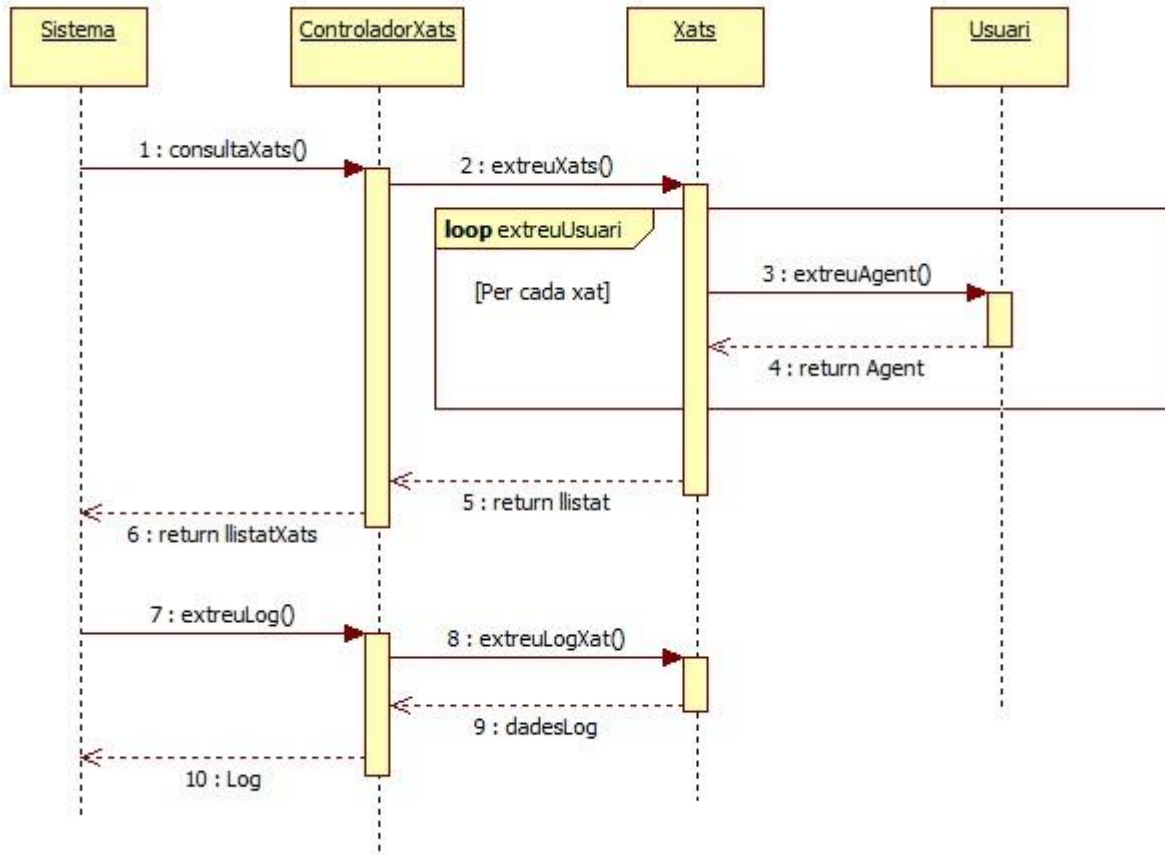 Sistema
ControladorXats
Xats
Usuari
1 : consultaXats()
2 : extreuXats()
loop extreuUsuari
[Per cada xat]
3 : extreuAgent()
4 : return Agent
5 : return llistat
6 : return llistatXats
7 : extreuLog()
8 : extreuLogXat()
9 : dadesLog
10 : Log